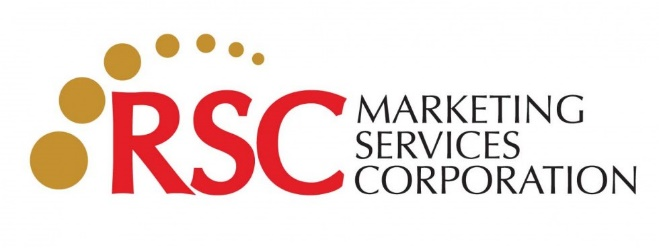 RSC
MARKETING
SERVICES
CORPORATION